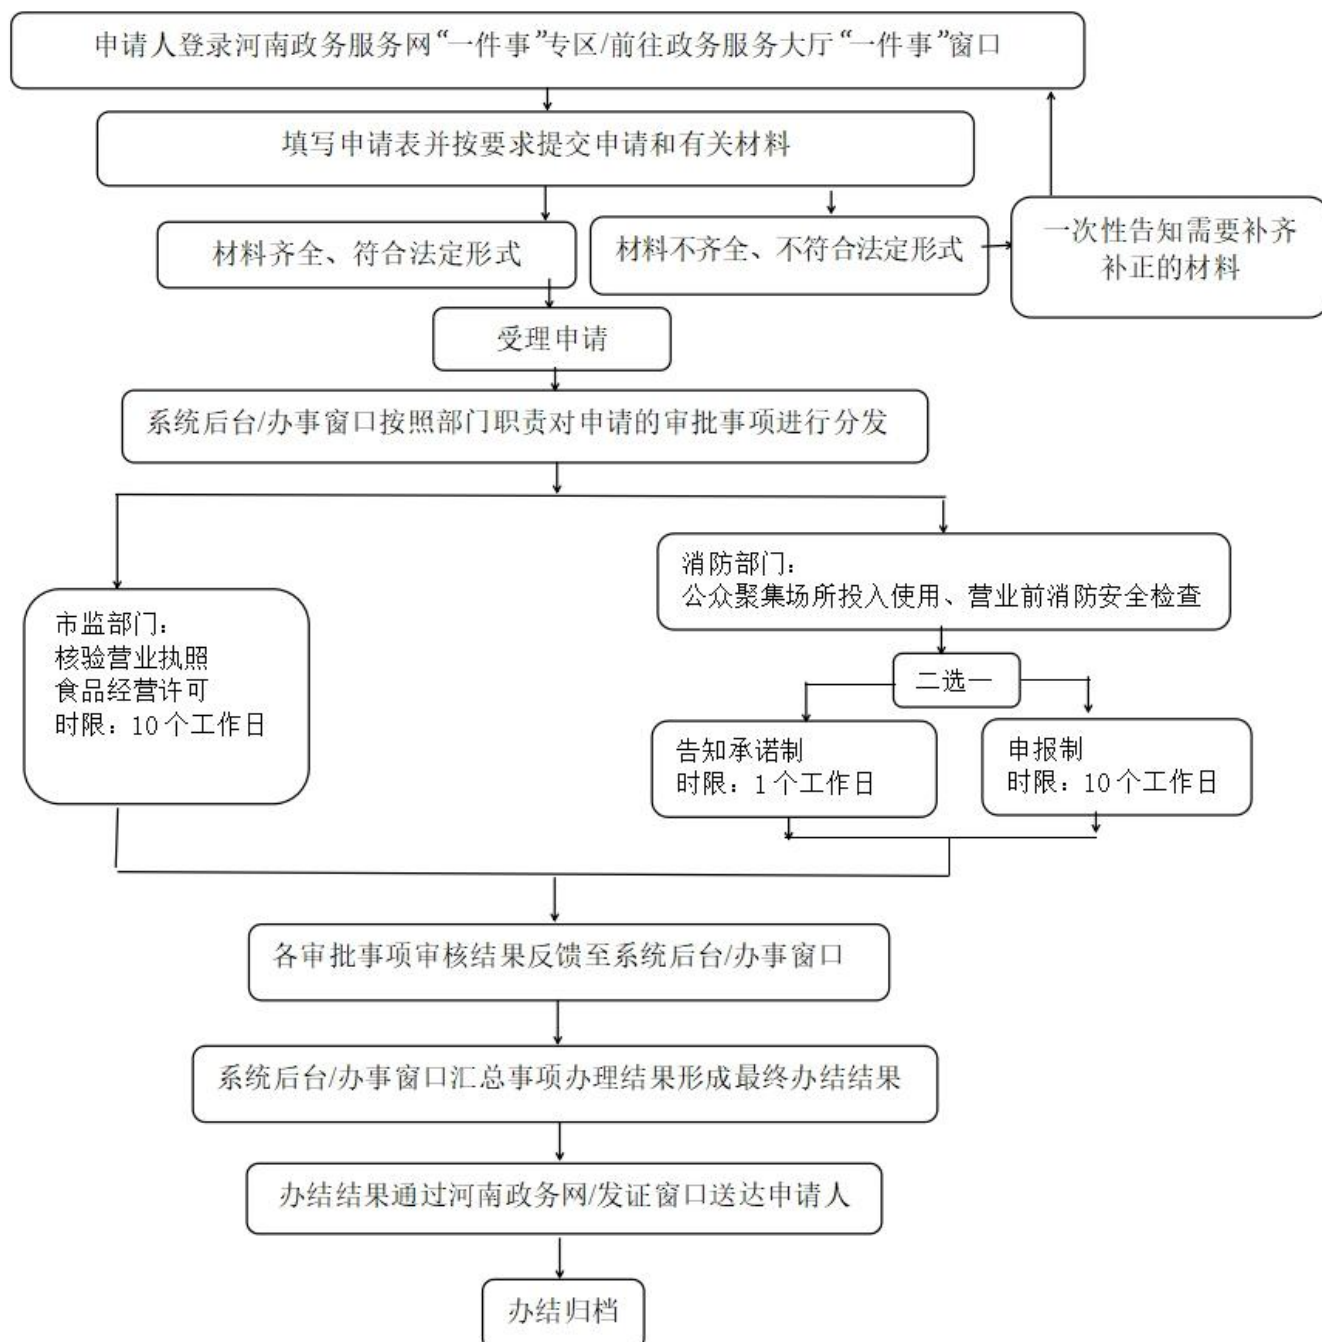 申请人登录河南政务服务网“一件事”专区/前往政务服务大厅“一件事”窗口
填写申请表并按要求提交申请和有关材料
材料齐全、符合法定形式
材料不齐全、不符合法定形式
一次性告知需要补齐
补正的材料
受理申请
系统后台/办事窗口按照部门职责对申请的审批事项进行分发
消防部门：
公众聚集场所投入使用、营业前消防安全检查
市监部门：
核验营业执照
食品经营许可
时限：10个工作日
二选一
告知承诺制
时限：1个工作日
申报制
时限：10个工作日
各审批事项审核结果反馈至系统后台/办事窗口
系统后台/办事窗口汇总事项办理结果形成最终办结结果
办结结果通过河南政务网/发证窗口送达申请人
办结归档